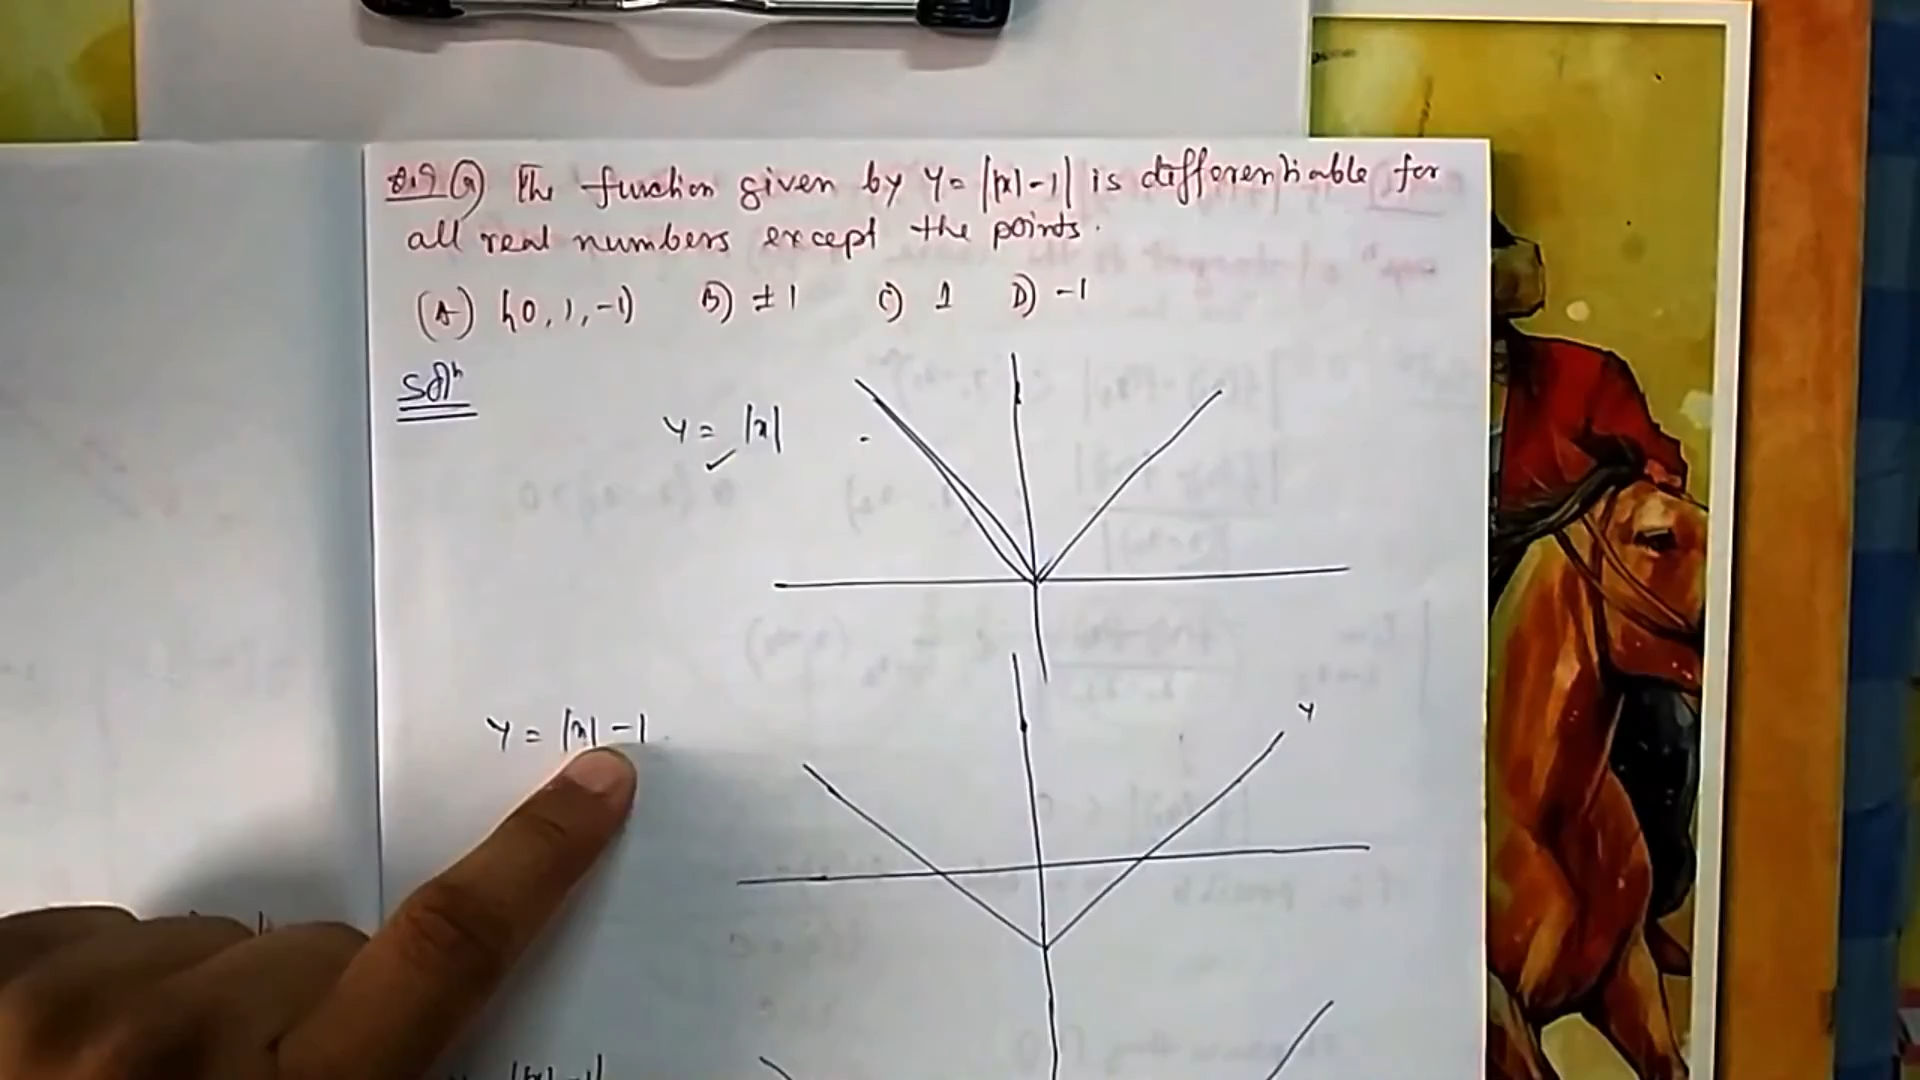 Q.9 (a) The function given by y = ||x|-1| is differentiable for
all real numbers except the points.
(A) {0, 1, -1) B) ±1 C) 1 D) -1
Solⁿ
y = |x|
y
y = |x| -1